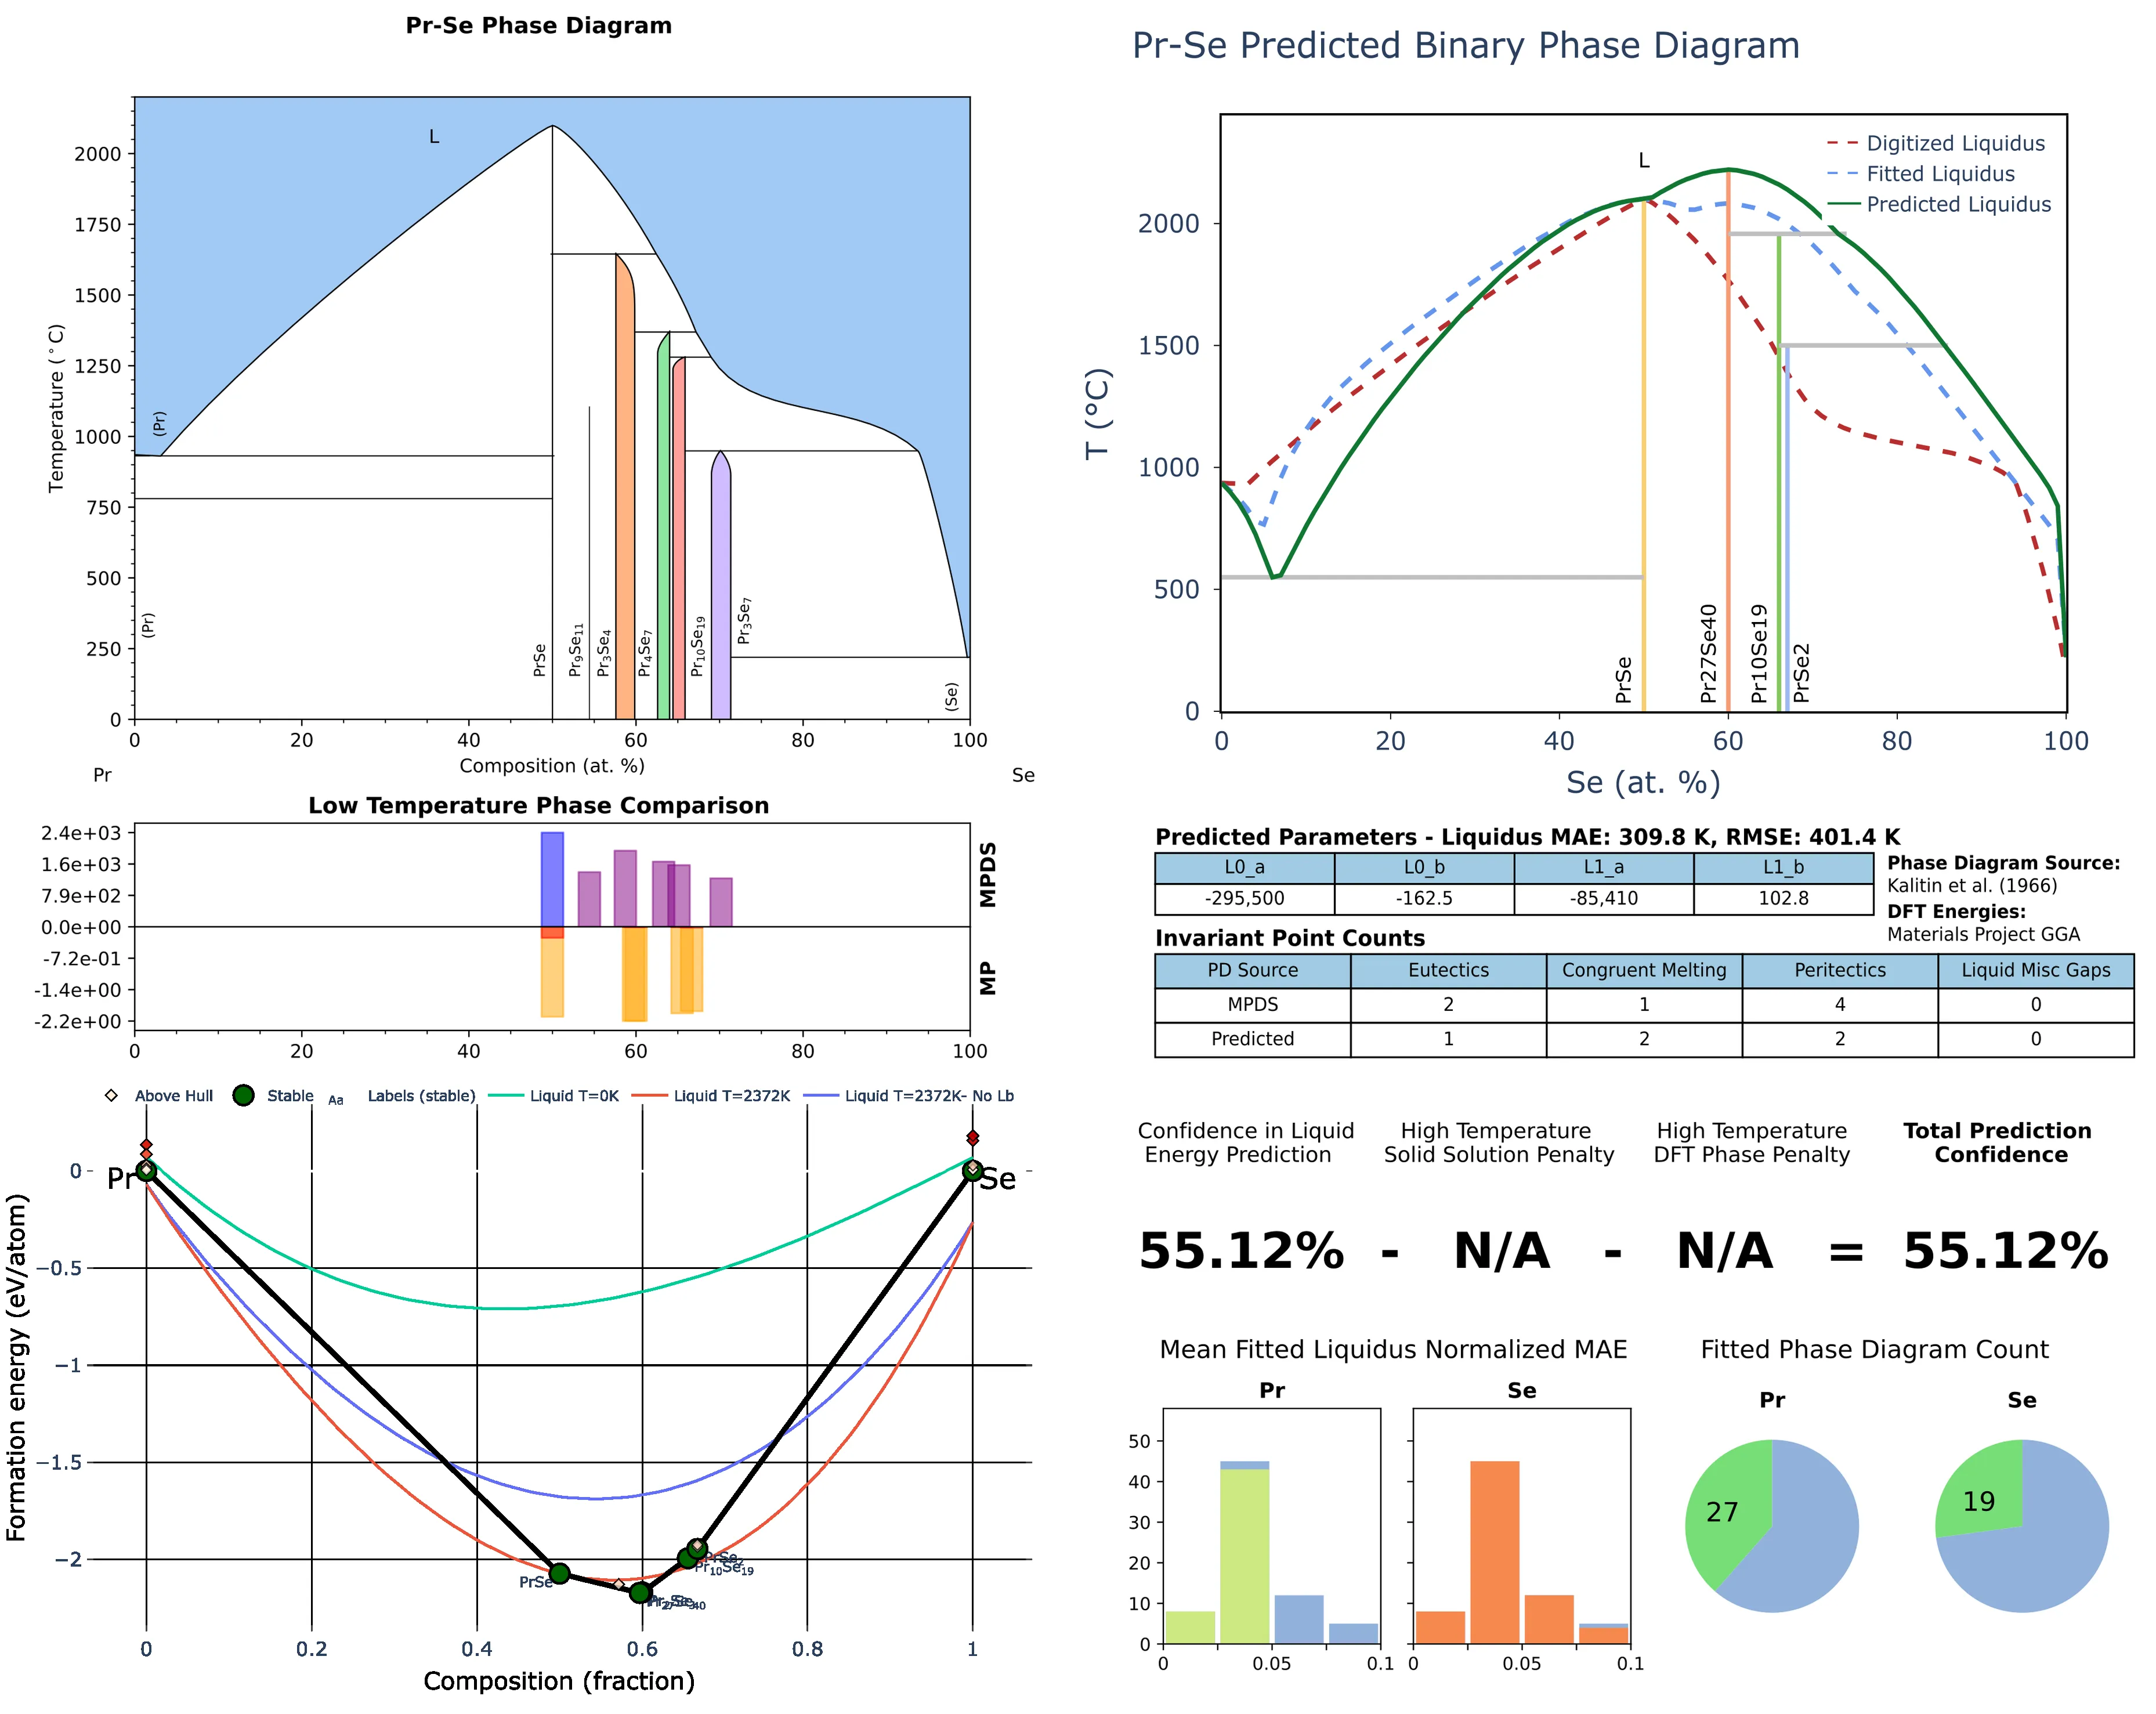 Pr-Se Phase Diagram
L
(Pr)
(Pr)
PrSe
Pr₉Se₁₁
Pr₃Se₄
Pr₄Se₇
Pr₁₀Se₁₉
Pr₃Se₇
(Se)
Temperature (°C)
2000
1750
1500
1250
1000
750
500
250
0
0 20 40 60 80 100
Composition (at. %)
Pr Se
Low Temperature Phase Comparison
2.4e+03
1.6e+03
7.9e+02
0.0e+00
-7.2e-01
-1.4e+00
-2.2e+00
MPDS
MP
0 20 40 60 80 100
Above Hull Stable Aa Labels (stable) Liquid T=0K Liquid T=2372K Liquid T=2372K- No Lb
Formation energy (eV/atom)
0
−0.5
−1
−1.5
−2
Pr Se
PrSe
Pr₁₀Se₁₉
0 0.2 0.4 0.6 0.8 1
Composition (fraction)
Pr-Se Predicted Binary Phase Diagram
Digitized Liquidus
Fitted Liquidus
Predicted Liquidus
L
T (°C)
2000
1500
1000
500
0
PrSe
Pr27Se40
Pr10Se19
PrSe2
0 20 40 60 80 100
Se (at. %)
Predicted Parameters - Liquidus MAE: 309.8 K, RMSE: 401.4 K
L0_a L0_b L1_a L1_b
-295,500 -162.5 -85,410 102.8
Phase Diagram Source:
Kalitin et al. (1966)
DFT Energies:
Materials Project GGA
Invariant Point Counts
PD Source Eutectics Congruent Melting Peritectics Liquid Misc Gaps
MPDS 2 1 4 0
Predicted 1 2 2 0
Confidence in Liquid
Energy Prediction
High Temperature
Solid Solution Penalty
High Temperature
DFT Phase Penalty
Total Prediction
Confidence
55.12% - N/A - N/A = 55.12%
Mean Fitted Liquidus Normalized MAE
Pr Se
50
40
30
20
10
0
0 0.05 0.1 0 0.05 0.1
Fitted Phase Diagram Count
Pr Se
27 19